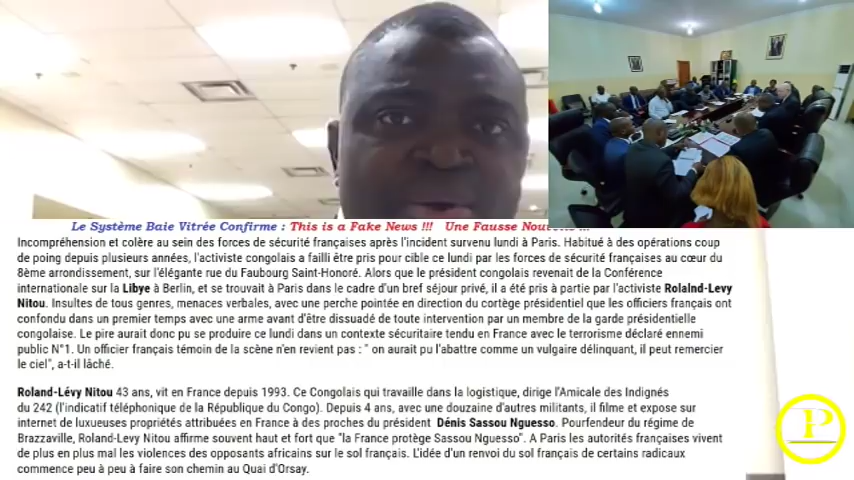 Le Système Baie Vitrée Confirme : This is a Fake News !!! Une Fausse
Incompréhension et colère au sein des forces de sécurité françaises après l'incident survenu lundi à Paris. Habitué à des opérations coup
de poing depuis plusieurs années, l'activiste congolais a failli être pris pour cible ce lundi par les forces de sécurité françaises au cœur du
8ème arrondissement, sur l'élégante rue du Faubourg Saint-Honoré. Alors que le président congolais revenait de la Conférence
internationale sur la Libye à Berlin, et se trouvait à Paris dans le cadre d'un bref séjour privé, il a été pris à partie par l'activiste Rolalnd-Levy
Nitou. Insultes de tous genres, menaces verbales, avec une perche pointée en direction du cortège présidentiel que les officiers français ont
confondu dans un premier temps avec une arme avant d'être dissuadé de toute intervention par un membre de la garde présidentielle
congolaise. Le pire aurait donc pu se produire ce lundi dans un contexte sécuritaire tendu en France avec le terrorisme déclaré ennemi
public N°1. Un officier français témoin de la scène n'en revient pas : " on aurait pu l'abattre comme un vulgaire délinquant, il peut remercier
le ciel", a-t-il lâché.
Roland-Lévy Nitou 43 ans, vit en France depuis 1993. Ce Congolais qui travaille dans la logistique, dirige l'Amicale des Indignés
du 242 (l'indicatif téléphonique de la République du Congo). Depuis 4 ans, avec une douzaine d'autres militants, il filme et expose sur
internet de luxueuses propriétés attribuées en France à des proches du président Dénis Sassou Nguesso. Pourfendeur du régime de
Brazzaville, Roland-Levy Nitou affirme souvent haut et fort que "la France protège Sassou Nguesso". A Paris les autorités françaises vivent
de plus en plus mal les violences des opposants africains sur le sol français. L'idée d'un renvoi du sol français de certains radicaux
commence peu à peu à faire son chemin au Quai d'Orsay.